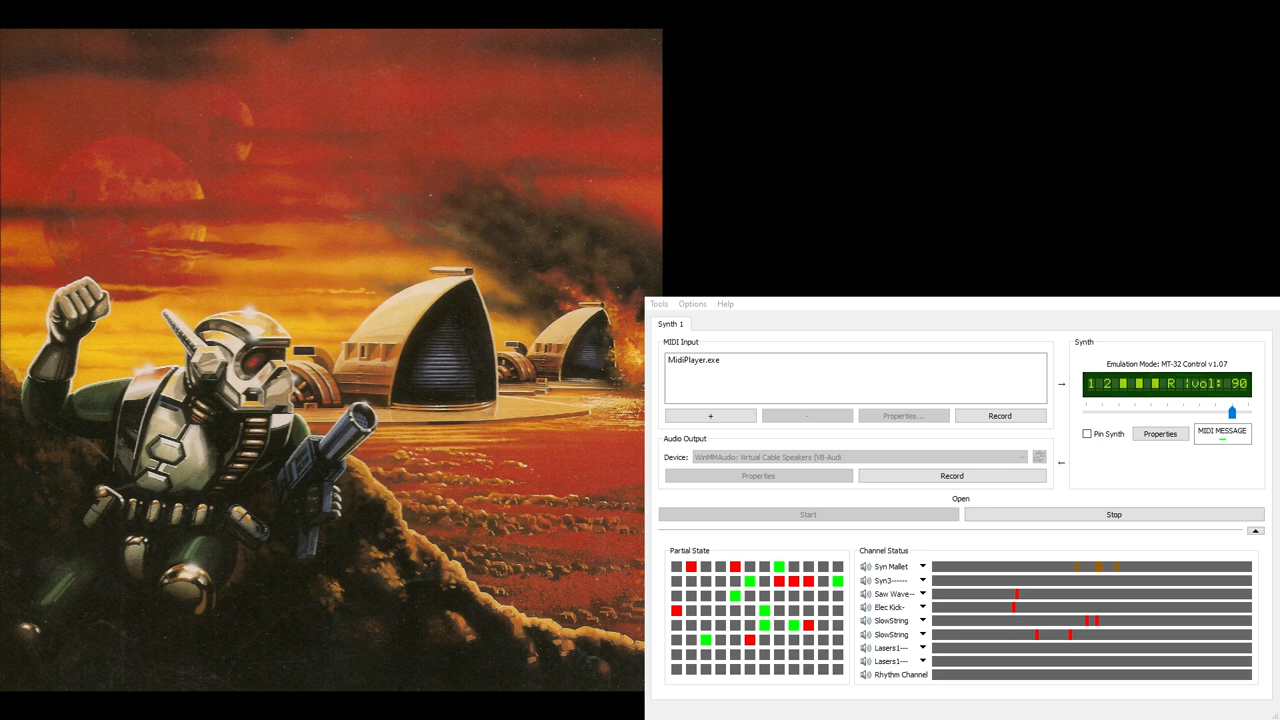 Tools Options Help
Synth 1
MIDI Input
MidiPlayer.exe
+ - Properties... Record
Audio Output
Device: WinMMAudio: Virtual Cable Speakers (VB-Audi
Properties Record
Synth
Emulation Mode: MT-32 Control v1.07
1 2 R |vol: 90
Pin Synth Properties MIDI MESSAGE
Open
Start Stop
Partial State
Channel Status
Syn Mallet
Syn3------
Saw Wave--
Elec Kick-
SlowString
SlowString
Lasers1---
Lasers1---
Rhythm Channel